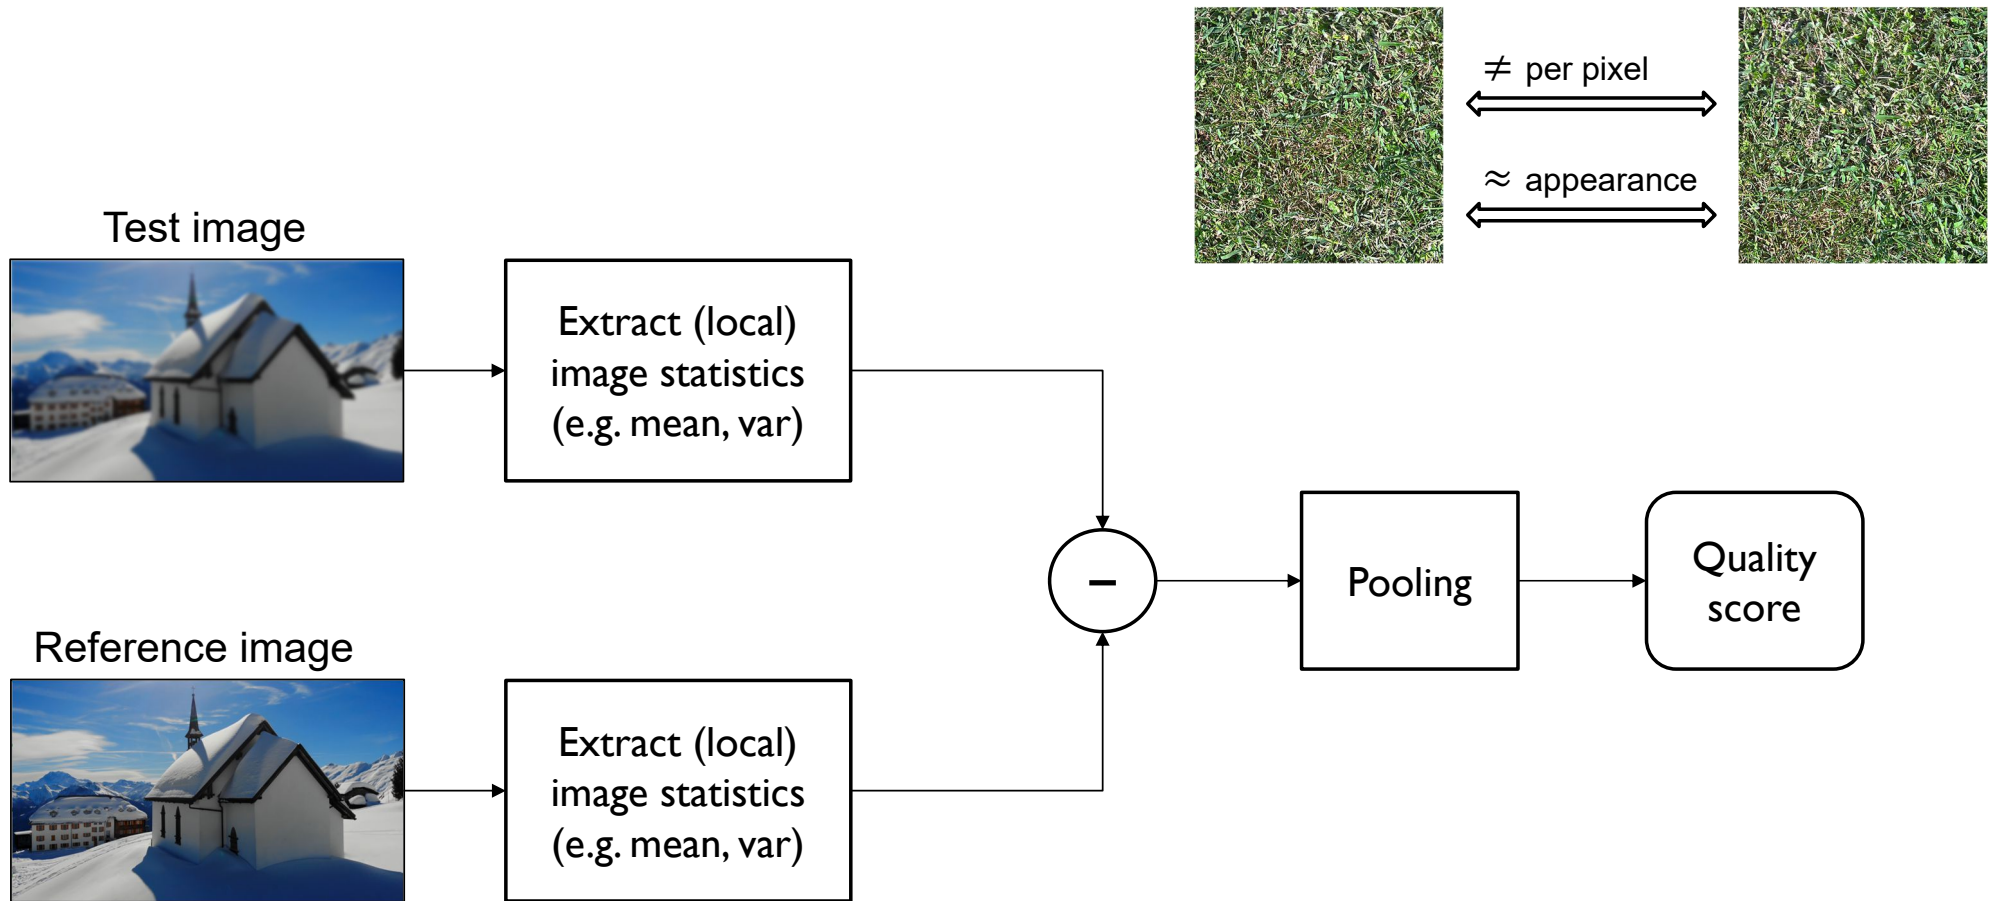 ≠ per pixel
≈ appearance
Test image
Extract (local)
image statistics
(e.g. mean, var)
–
Pooling
Quality
score
Reference image
Extract (local)
image statistics
(e.g. mean, var)